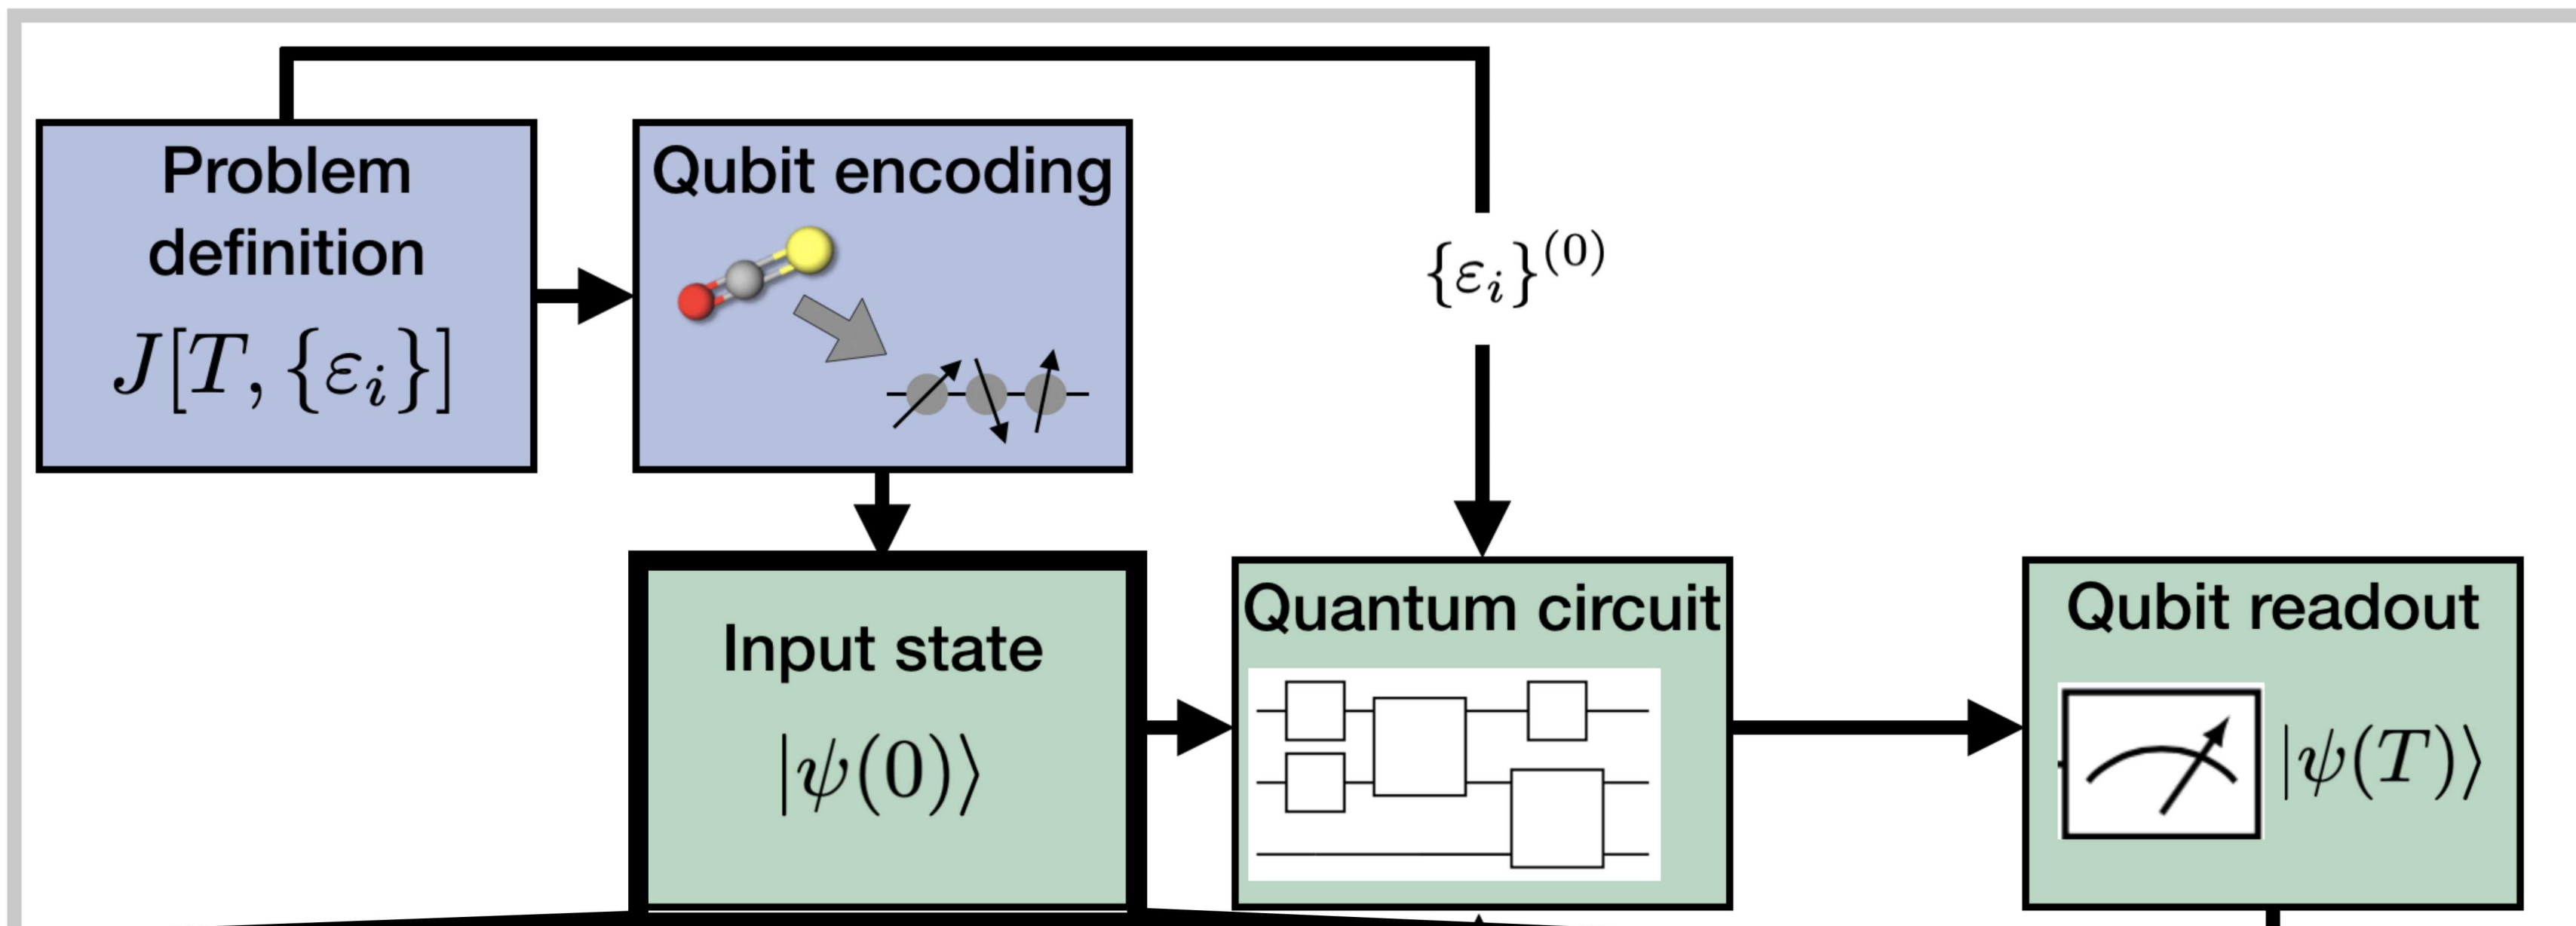 Problem
definition
J[T, {εᵢ}]
Qubit encoding
{εᵢ}⁽⁰⁾
Input state
|ψ(0)⟩
Quantum circuit
Qubit readout
|ψ(T)⟩